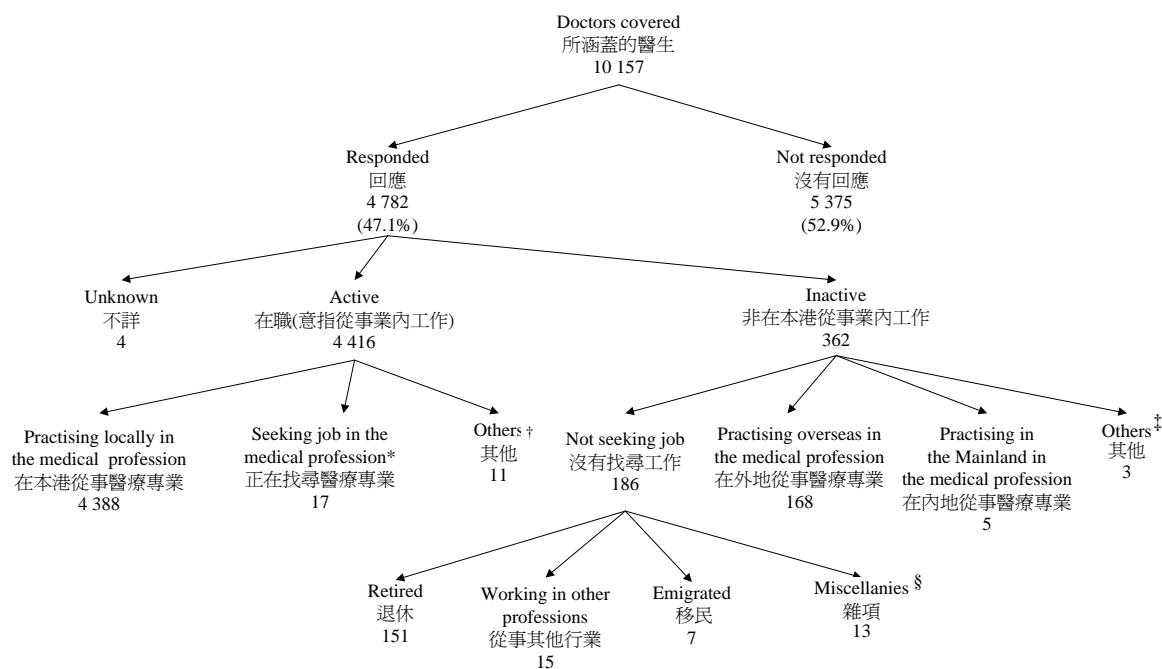 Doctors covered
所涵蓋的醫生
10 157
Responded
回應
4 782
(47.1%)
Not responded
沒有回應
5 375
(52.9%)
Unknown
不詳
4
Active
在職(意指從事業內工作)
4 416
Inactive
非在本港從事業內工作
362
Practising locally in
the medical profession
在本港從事醫療專業
4 388
Seeking job in the
medical profession*
正在找尋醫療專業
17
Others †
其他
11
Not seeking job
沒有找尋工作
186
Practising overseas in
the medical profession
在外地從事醫療專業
168
Practising in
the Mainland in
the medical profession
在內地從事醫療專業
5
Others ‡
其他
3
Retired
退休
151
Working in other
professions
從事其他行業
15
Emigrated
移民
7
Miscellanies §
雜項
13